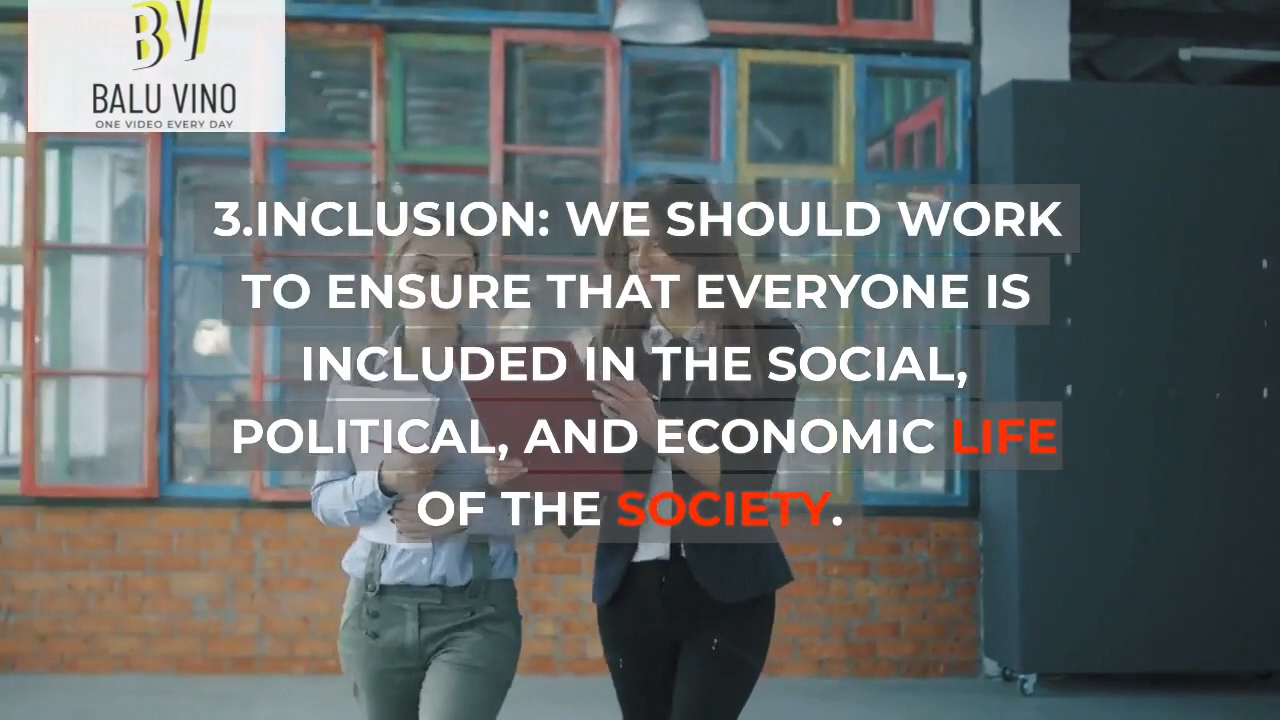 BV
BALU VINO
ONE VIDEO EVERY DAY
3.INCLUSION: WE SHOULD WORK
TO ENSURE THAT EVERYONE IS
INCLUDED IN THE SOCIAL,
POLITICAL, AND ECONOMIC LIFE
OF THE SOCIETY.